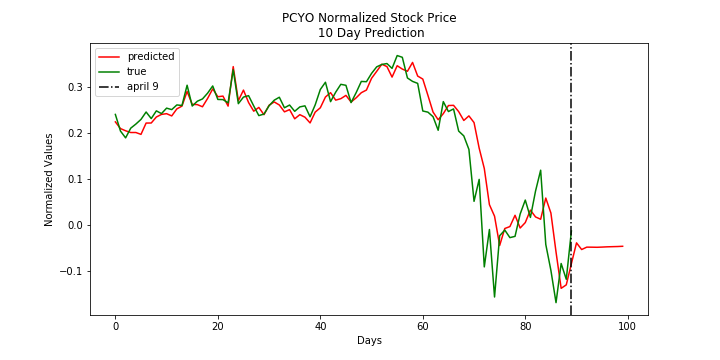 PCYO Normalized Stock Price
10 Day Prediction
predicted
true
april 9
Normalized Values
0.3
0.2
0.1
0.0
−0.1
0
20
40
60
80
100
Days